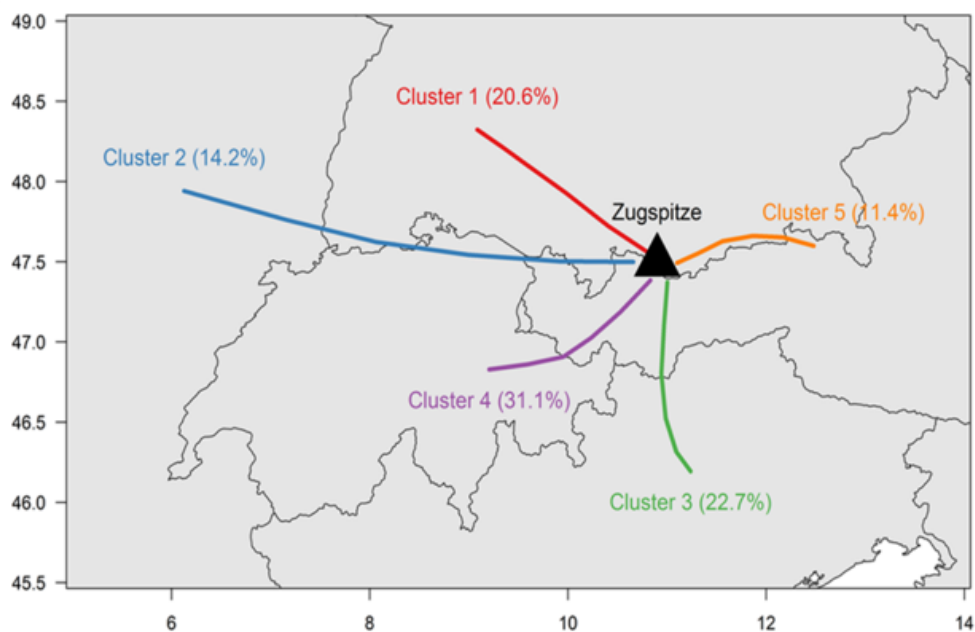 49.0
Cluster 1 (20.6%)
48.5
Cluster 2 (14.2%)
48.0
Zugspitze
Cluster 5 (11.4%)
47.5
47.0
Cluster 4 (31.1%)
46.5
Cluster 3 (22.7%)
46.0
45.5
6 8 10 12 14